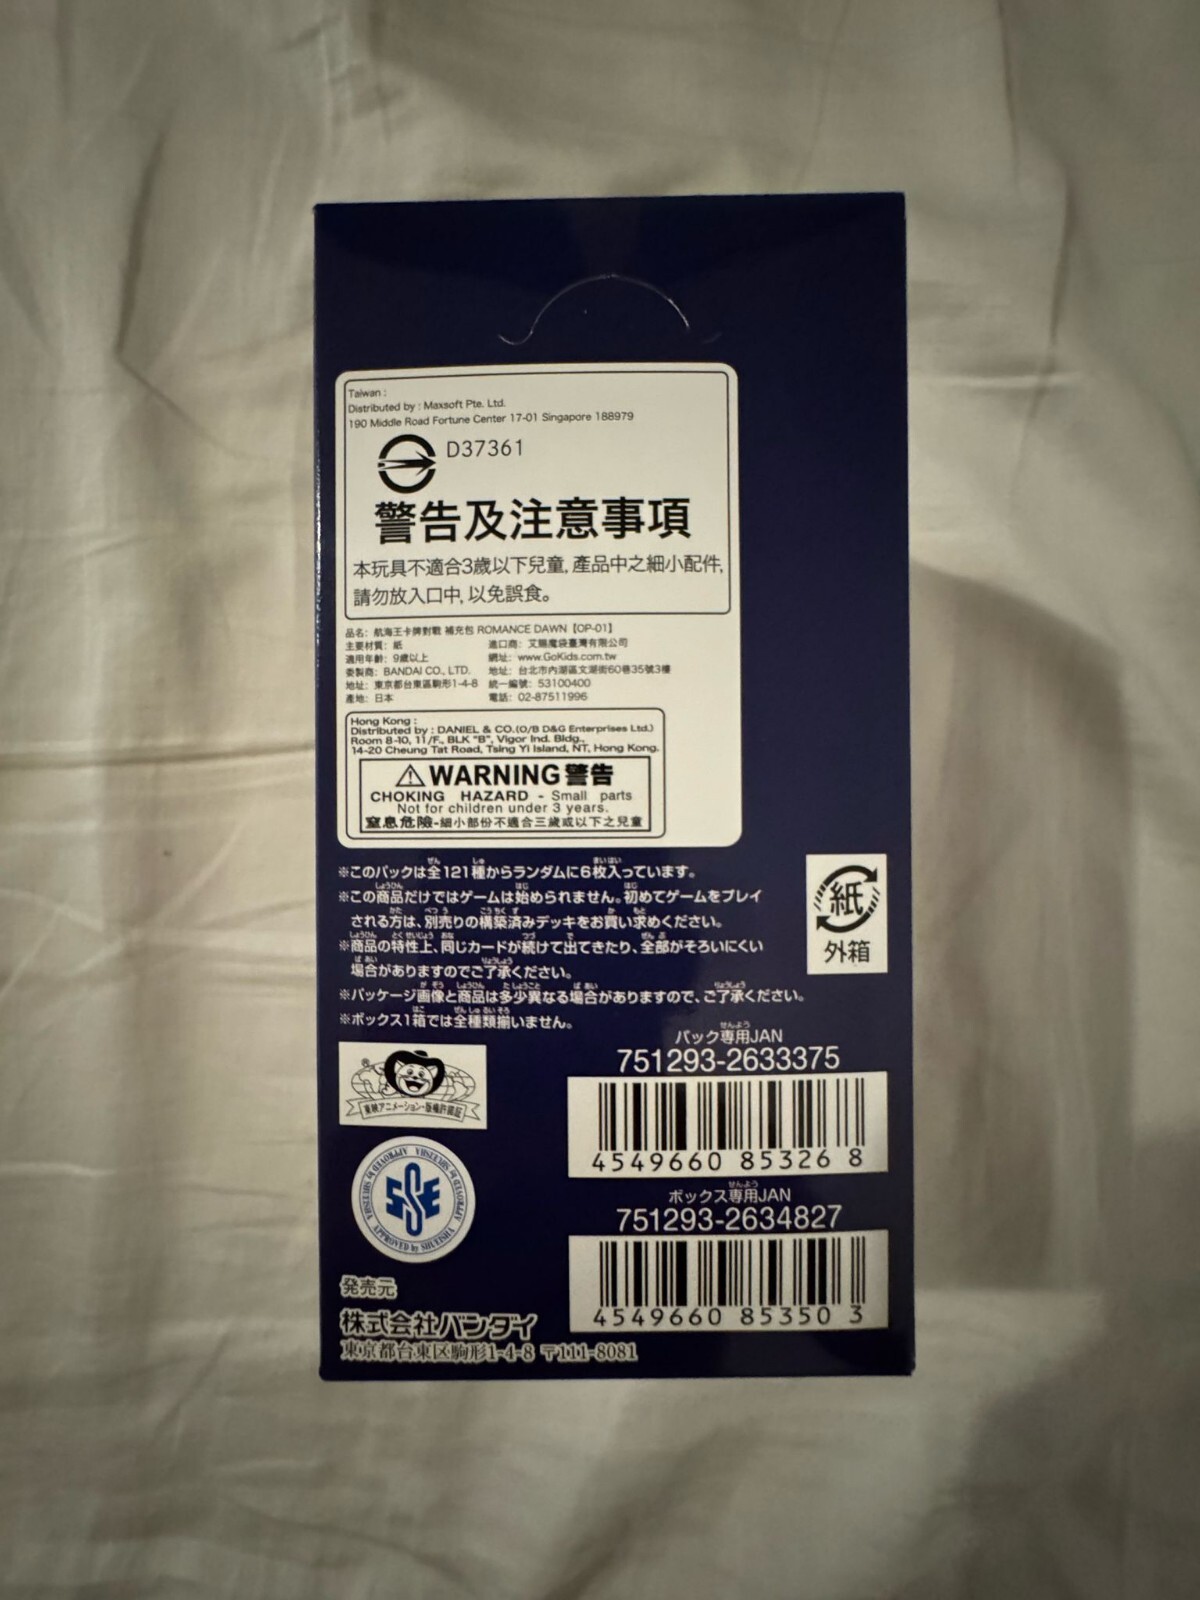 Taiwan :
Distributed by : Maxsoft Pte. Ltd.
190 Middle Road Fortune Center 17-01 Singapore 188979
D37361
警告及注意事項
本玩具不適合3歲以下兒童, 產品中之細小配件,
請勿放入口中, 以免誤食。
品名: 航海王卡牌對戰 補充包 ROMANCE DAWN【OP-01】
主要材質: 紙 進口商: 艾賜魔袋臺灣有限公司
適用年齡: 9歲以上 網址: www.GoKids.com.tw
委製商: BANDAI CO., LTD. 地址: 台北市內湖區文湖街60巷35號3樓
地址: 東京都台東區駒形1-4-8 統一編號: 53100400
產地: 日本 電話: 02-87511996
Hong Kong :
Distributed by : DANIEL & CO.(O/B D&G Enterprises Ltd.)
Room 8-10, 11/F., BLK "B", Vigor Ind. Bldg.,
14-20 Cheung Tat Road, Tsing Yi Island, NT, Hong Kong.
⚠WARNING 警告
CHOKING HAZARD - Small parts
Not for children under 3 years.
窒息危險-細小部份不適合三歲或以下之兒童
※このパックは全121種からランダムに6枚入っています。
※この商品だけではゲームは始められません。初めてゲームをプレイ
される方は、別売りの構築済みデッキをお買い求めください。
※商品の特性上、同じカードが続けて出てきたり、全部がそろいにくい
場合がありますのでご了承ください。
※パッケージ画像と商品は多少異なる場合がありますので、ご了承ください。
※ボックス1箱では全種類揃いません。
紙
外箱
パック専用JAN
751293-2633375
4549660 85326 8
ボックス専用JAN
751293-2634827
4549660 85350 3
東映アニメーション・版権許諾証
APPROVED by SHUEISHA
発売元
株式会社バンダイ
東京都台東区駒形1-4-8 〒111-8081